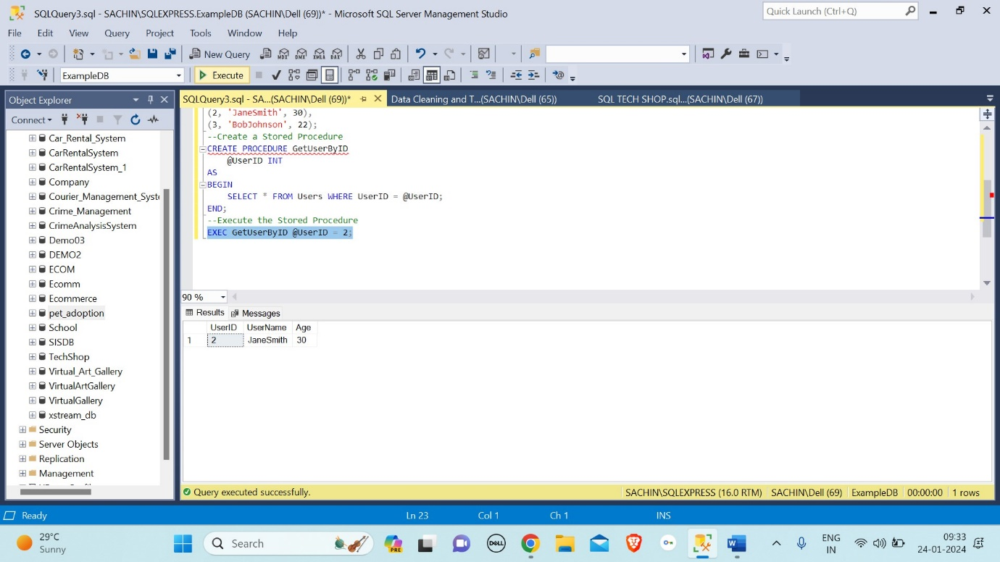 SQLQuery3.sql - SACHIN\SQLEXPRESS.ExampleDB (SACHIN\Dell (69))* - Microsoft SQL Server Management Studio
Quick Launch (Ctrl+Q)
File Edit View Query Project Tools Window Help
New Query
MDX DMX XMLA DAX
ExampleDB
Execute
Object Explorer
Connect
Car_Rental_System
CarRentalSystem
CarRentalSystem_1
Company
Courier_Management_Syste
Crime_Management
CrimeAnalysisSystem
Demo03
DEMO2
ECOM
Ecomm
Ecommerce
pet_adoption
School
SISDB
TechShop
Virtual_Art_Gallery
VirtualArtGallery
VirtualGallery
xstream_db
Security
Server Objects
Replication
Management
SQLQuery3.sql - SA...(SACHIN\Dell (69))*
Data Cleaning and T...(SACHIN\Dell (65))
SQL TECH SHOP.sql...(SACHIN\Dell (67))
(2, 'JaneSmith', 30),
(3, 'BobJohnson', 22);
--Create a Stored Procedure
CREATE PROCEDURE GetUserByID
@UserID INT
AS
BEGIN
SELECT * FROM Users WHERE UserID = @UserID;
END;
--Execute the Stored Procedure
EXEC GetUserByID @UserID = 2;
90 %
Results Messages
UserID UserName Age
1 2 JaneSmith 30
Query executed successfully.
SACHIN\SQLEXPRESS (16.0 RTM) SACHIN\Dell (69) ExampleDB 00:00:00 1 rows
Ready Ln 23 Col 1 Ch 1 INS
29°C
Sunny
Search
PRE
DELL
W
ENG
IN
09:33
24-01-2024